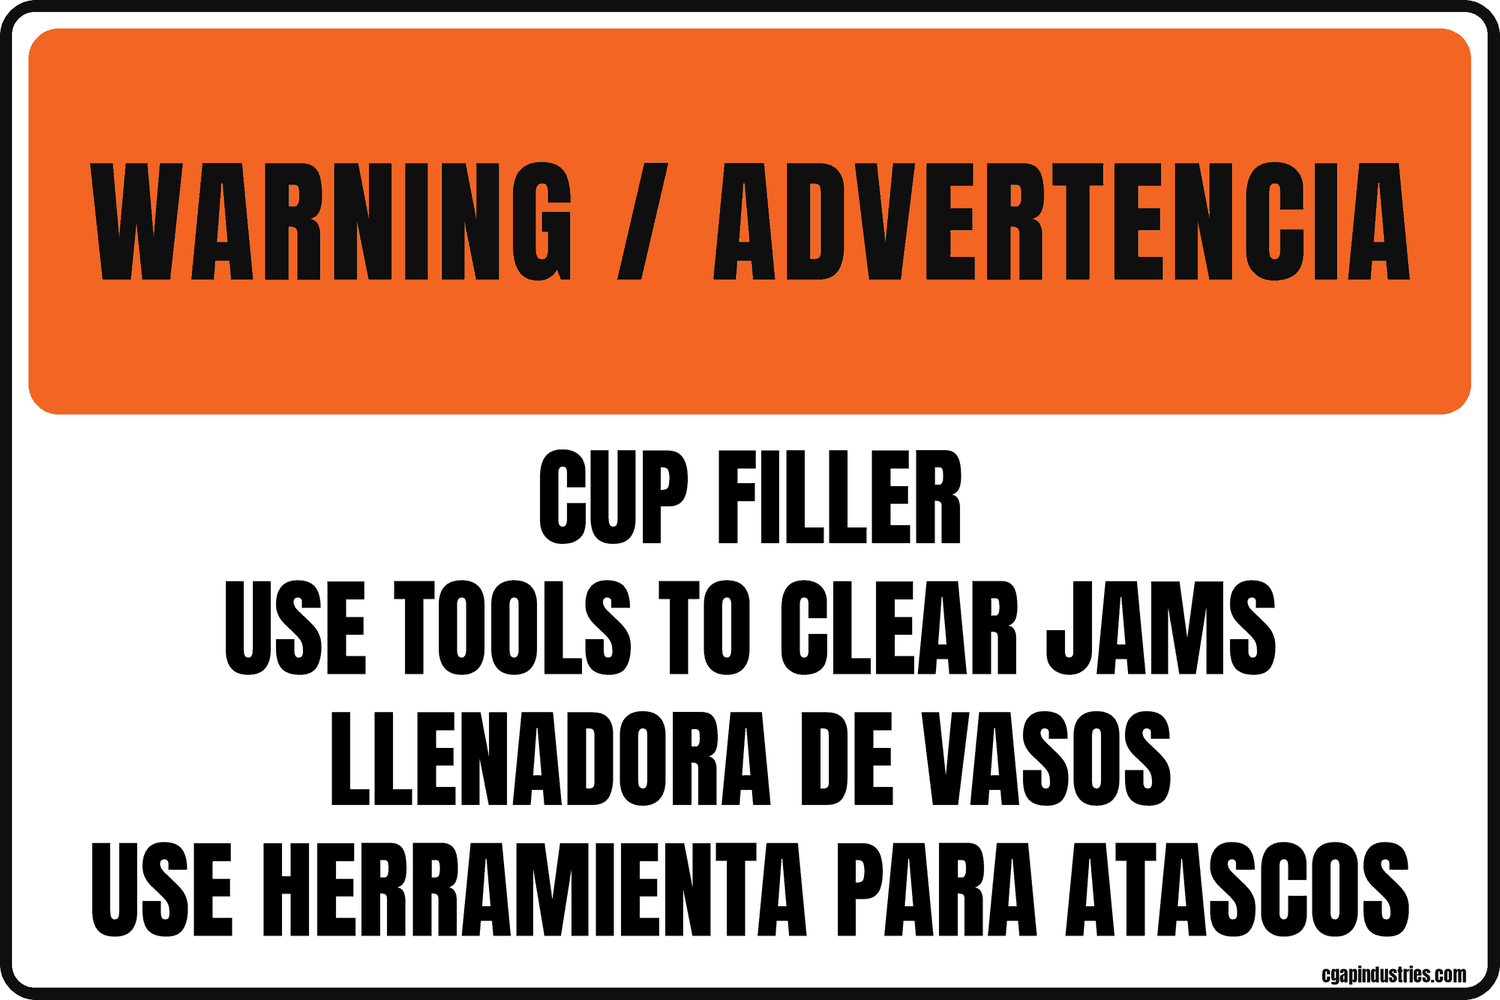 WARNING / ADVERTENCIA
CUP FILLER
USE TOOLS TO CLEAR JAMS
LLENADORA DE VASOS
USE HERRAMIENTA PARA ATASCOS
cgapindustries.com